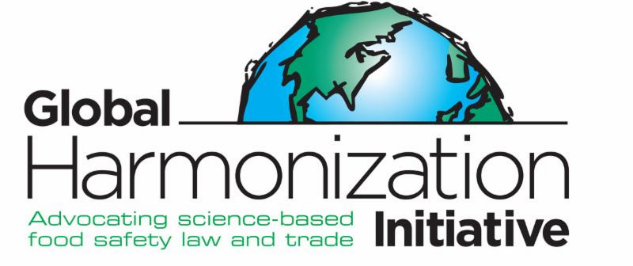 Global
Harmonization
Advocating science-based
food safety law and trade
Initiative